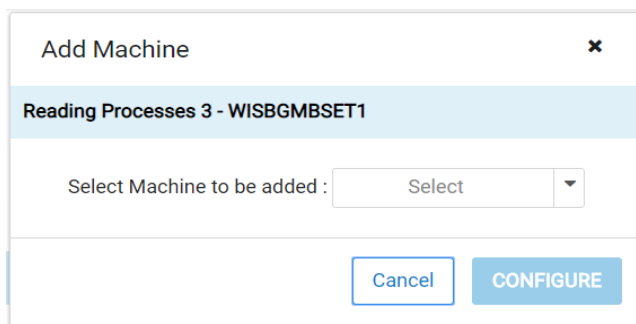 Add Machine
Reading Processes 3 - WISBGMBSET1
Select Machine to be added : Select
Cancel CONFIGURE